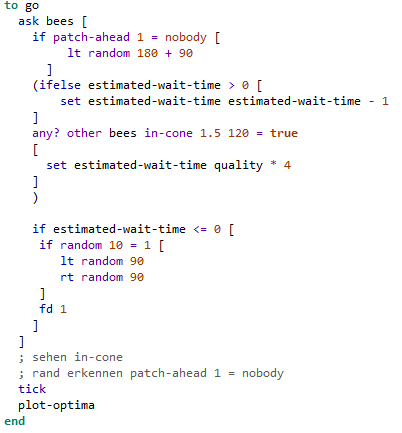 to go
  ask bees [
    if patch-ahead 1 = nobody [
         lt random 180 + 90
      ]
    (ifelse estimated-wait-time > 0 [
        set estimated-wait-time estimated-wait-time - 1
    ]
    any? other bees in-cone 1.5 120 = true
    [
      set estimated-wait-time quality * 4
    ]
    )

    if estimated-wait-time <= 0 [
     if random 10 = 1 [
        lt random 90
        rt random 90
     ]
     fd 1
    ]
  ]
  ; sehen in-cone
  ; rand erkennen patch-ahead 1 = nobody
  tick
  plot-optima
end